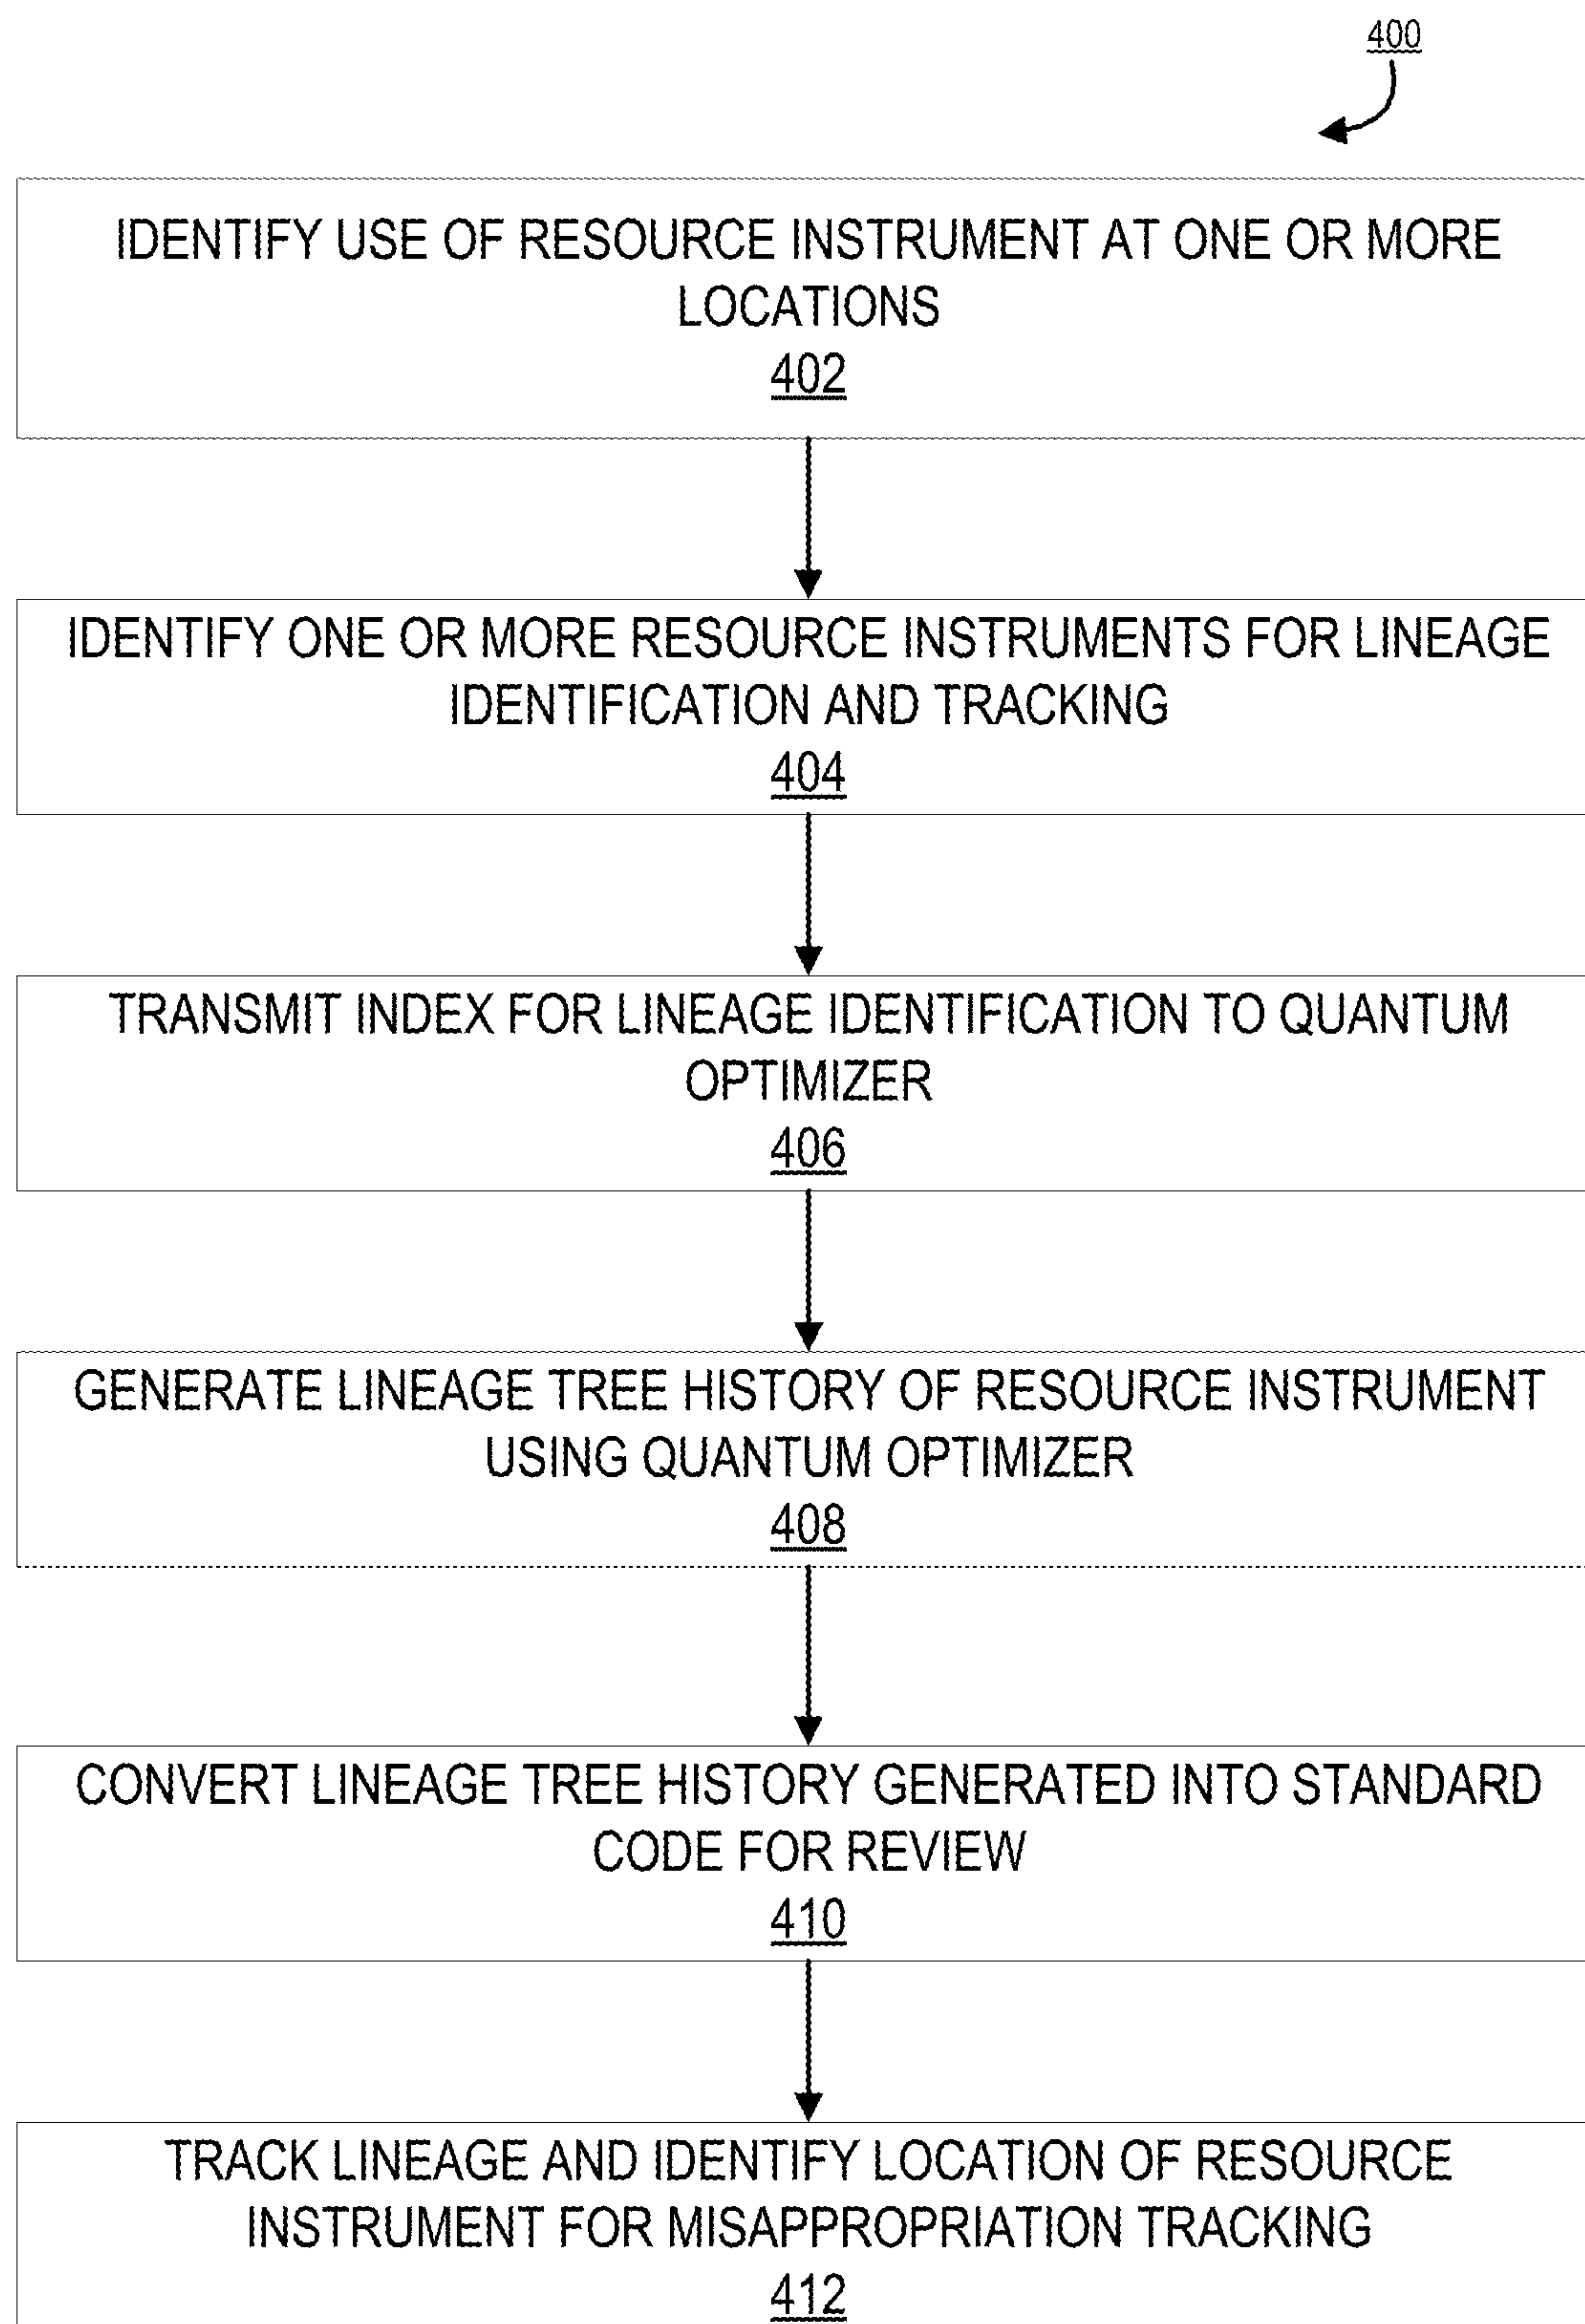 400
IDENTIFY USE OF RESOURCE INSTRUMENT AT ONE OR MORE
LOCATIONS
402
IDENTIFY ONE OR MORE RESOURCE INSTRUMENTS FOR LINEAGE
IDENTIFICATION AND TRACKING
404
TRANSMIT INDEX FOR LINEAGE IDENTIFICATION TO QUANTUM
OPTIMIZER
406
GENERATE LINEAGE TREE HISTORY OF RESOURCE INSTRUMENT
USING QUANTUM OPTIMIZER
408
CONVERT LINEAGE TREE HISTORY GENERATED INTO STANDARD
CODE FOR REVIEW
410
TRACK LINEAGE AND IDENTIFY LOCATION OF RESOURCE
INSTRUMENT FOR MISAPPROPRIATION TRACKING
412